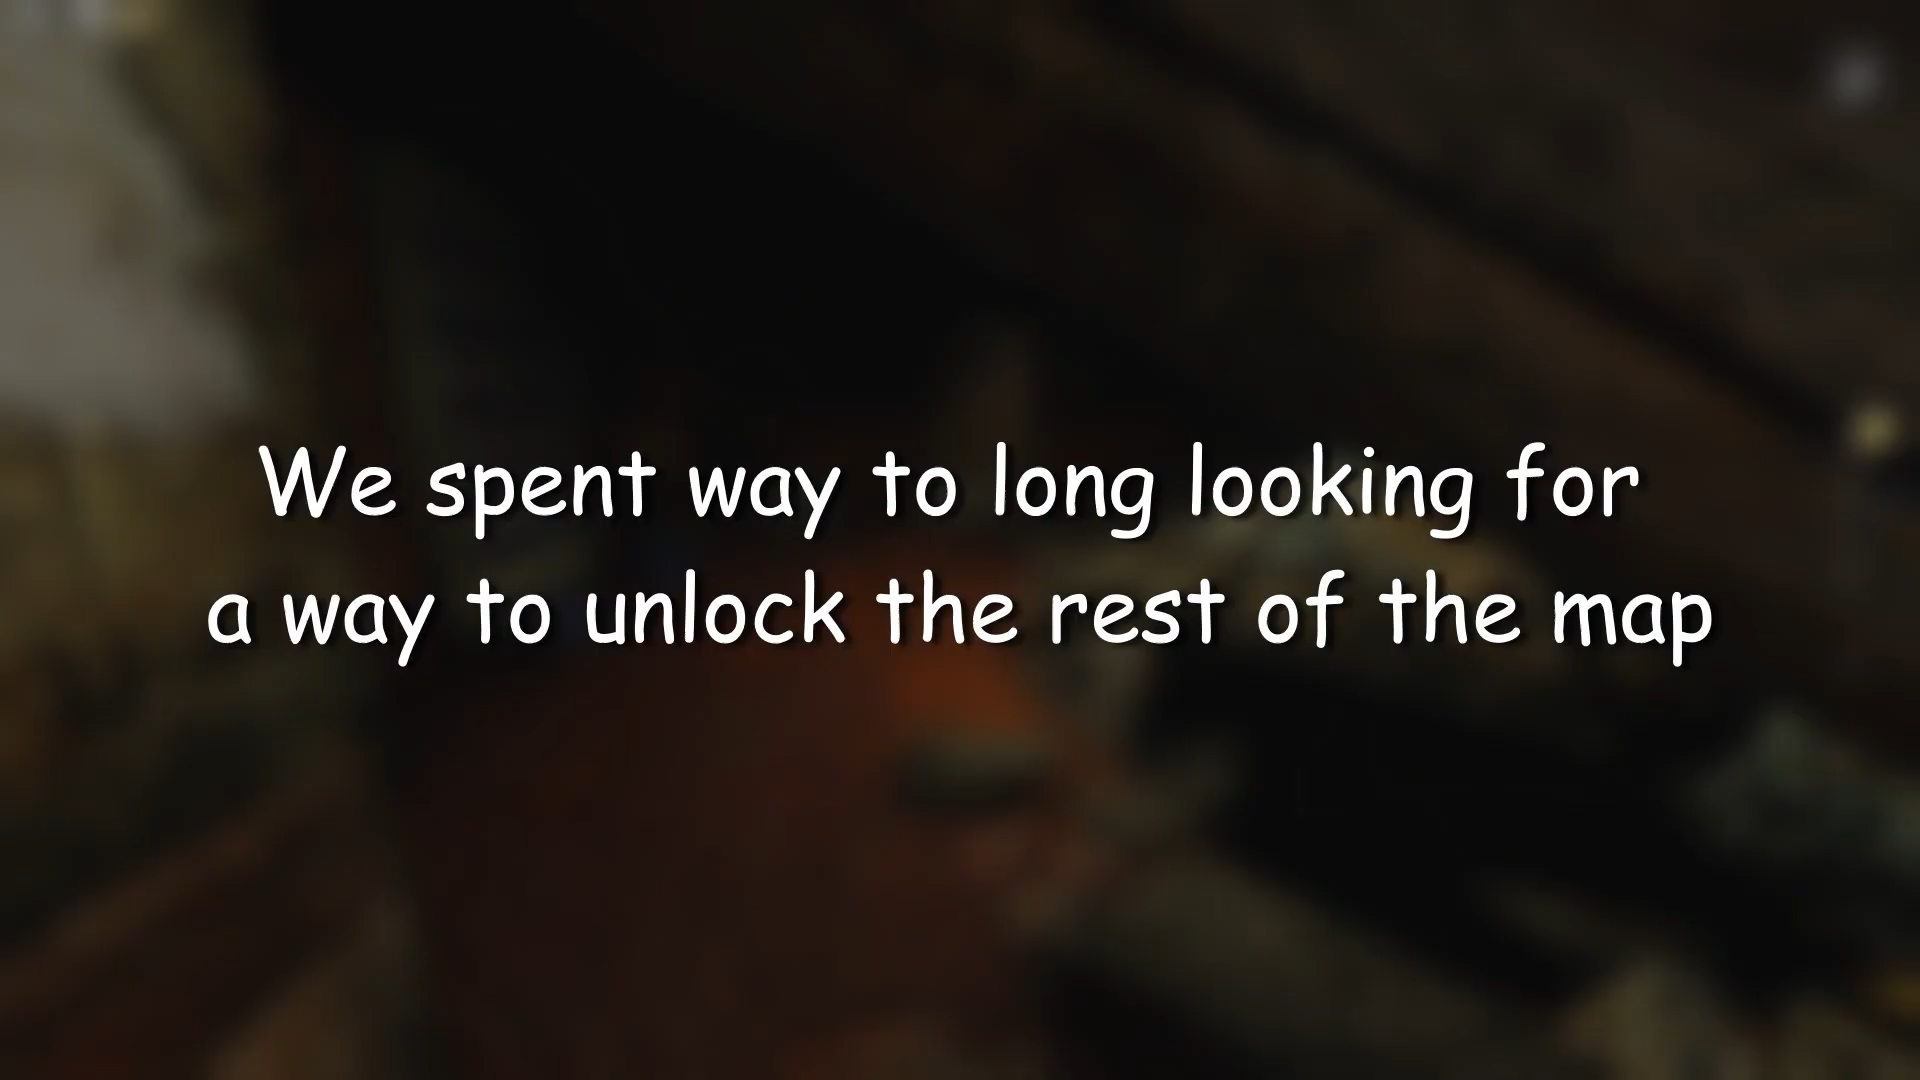 We spent way to long looking for
a way to unlock the rest of the map